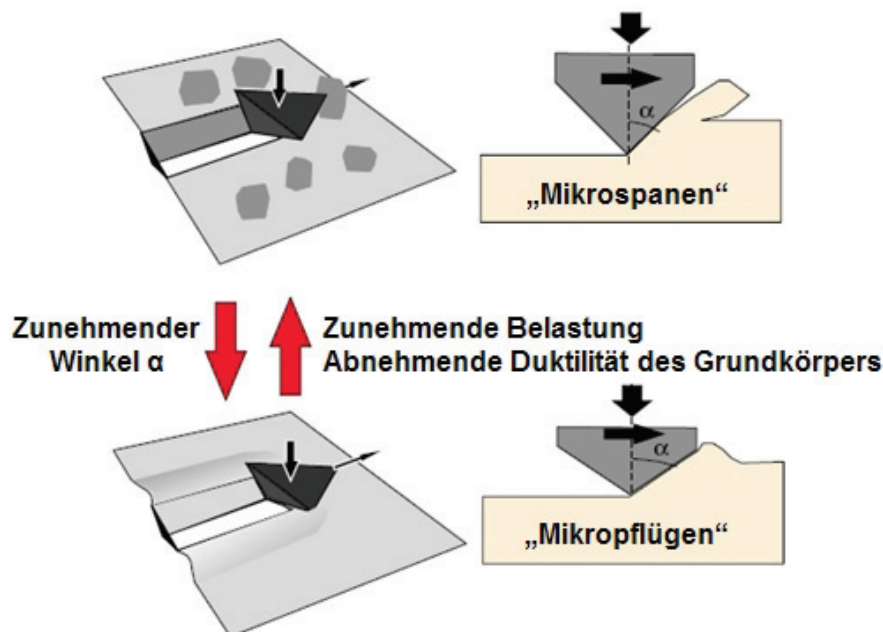 α
„Mikrospanen“
Zunehmender
Winkel α
Zunehmende Belastung
Abnehmende Duktilität des Grundkörpers
α
„Mikropflügen“